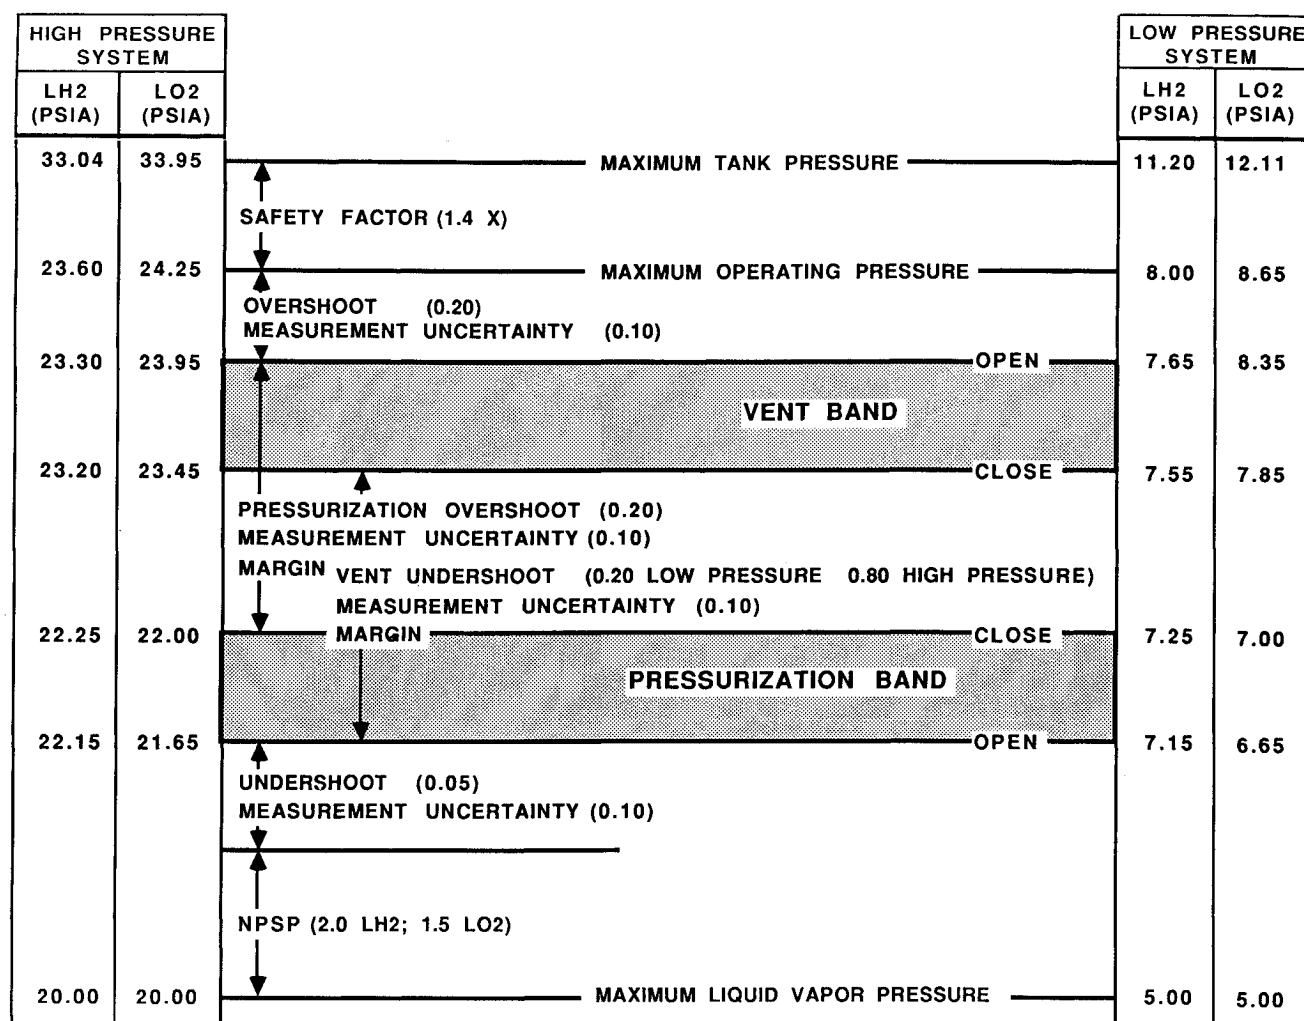 HIGH PRESSURE
SYSTEM
LH2 LO2
(PSIA) (PSIA)
LOW PRESSURE
SYSTEM
LH2 LO2
(PSIA) (PSIA)
33.04 33.95 MAXIMUM TANK PRESSURE 11.20 12.11
SAFETY FACTOR (1.4 X)
23.60 24.25 MAXIMUM OPERATING PRESSURE 8.00 8.65
OVERSHOOT (0.20)
MEASUREMENT UNCERTAINTY (0.10)
23.30 23.95 OPEN 7.65 8.35
VENT BAND
23.20 23.45 CLOSE 7.55 7.85
PRESSURIZATION OVERSHOOT (0.20)
MEASUREMENT UNCERTAINTY (0.10)
MARGIN
VENT UNDERSHOOT (0.20 LOW PRESSURE 0.80 HIGH PRESSURE)
MEASUREMENT UNCERTAINTY (0.10)
MARGIN
22.25 22.00 CLOSE 7.25 7.00
PRESSURIZATION BAND
22.15 21.65 OPEN 7.15 6.65
UNDERSHOOT (0.05)
MEASUREMENT UNCERTAINTY (0.10)
NPSP (2.0 LH2; 1.5 LO2)
20.00 20.00 MAXIMUM LIQUID VAPOR PRESSURE 5.00 5.00